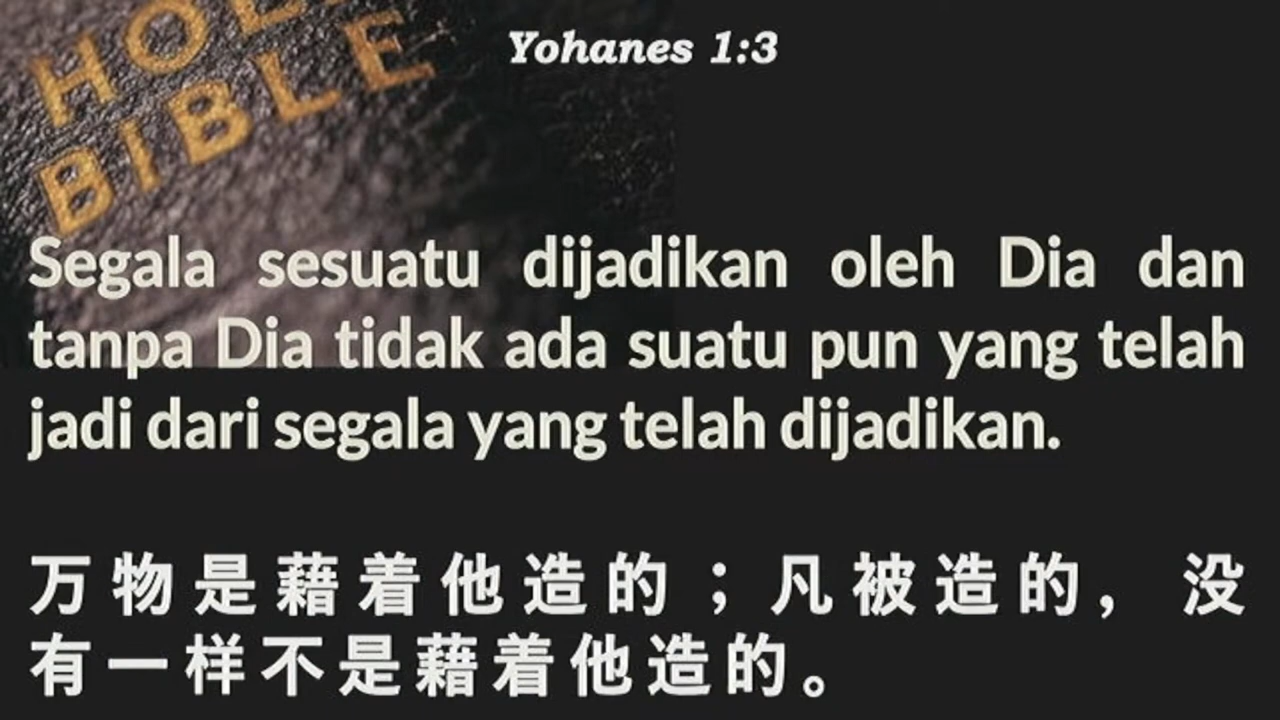 HOLY
BIBLE
Yohanes 1:3
Segala sesuatu dijadikan oleh Dia dan
tanpa Dia tidak ada suatu pun yang telah
jadi dari segala yang telah dijadikan.
万物是藉着他造的；凡被造的，没
有一样不是藉着他造的。